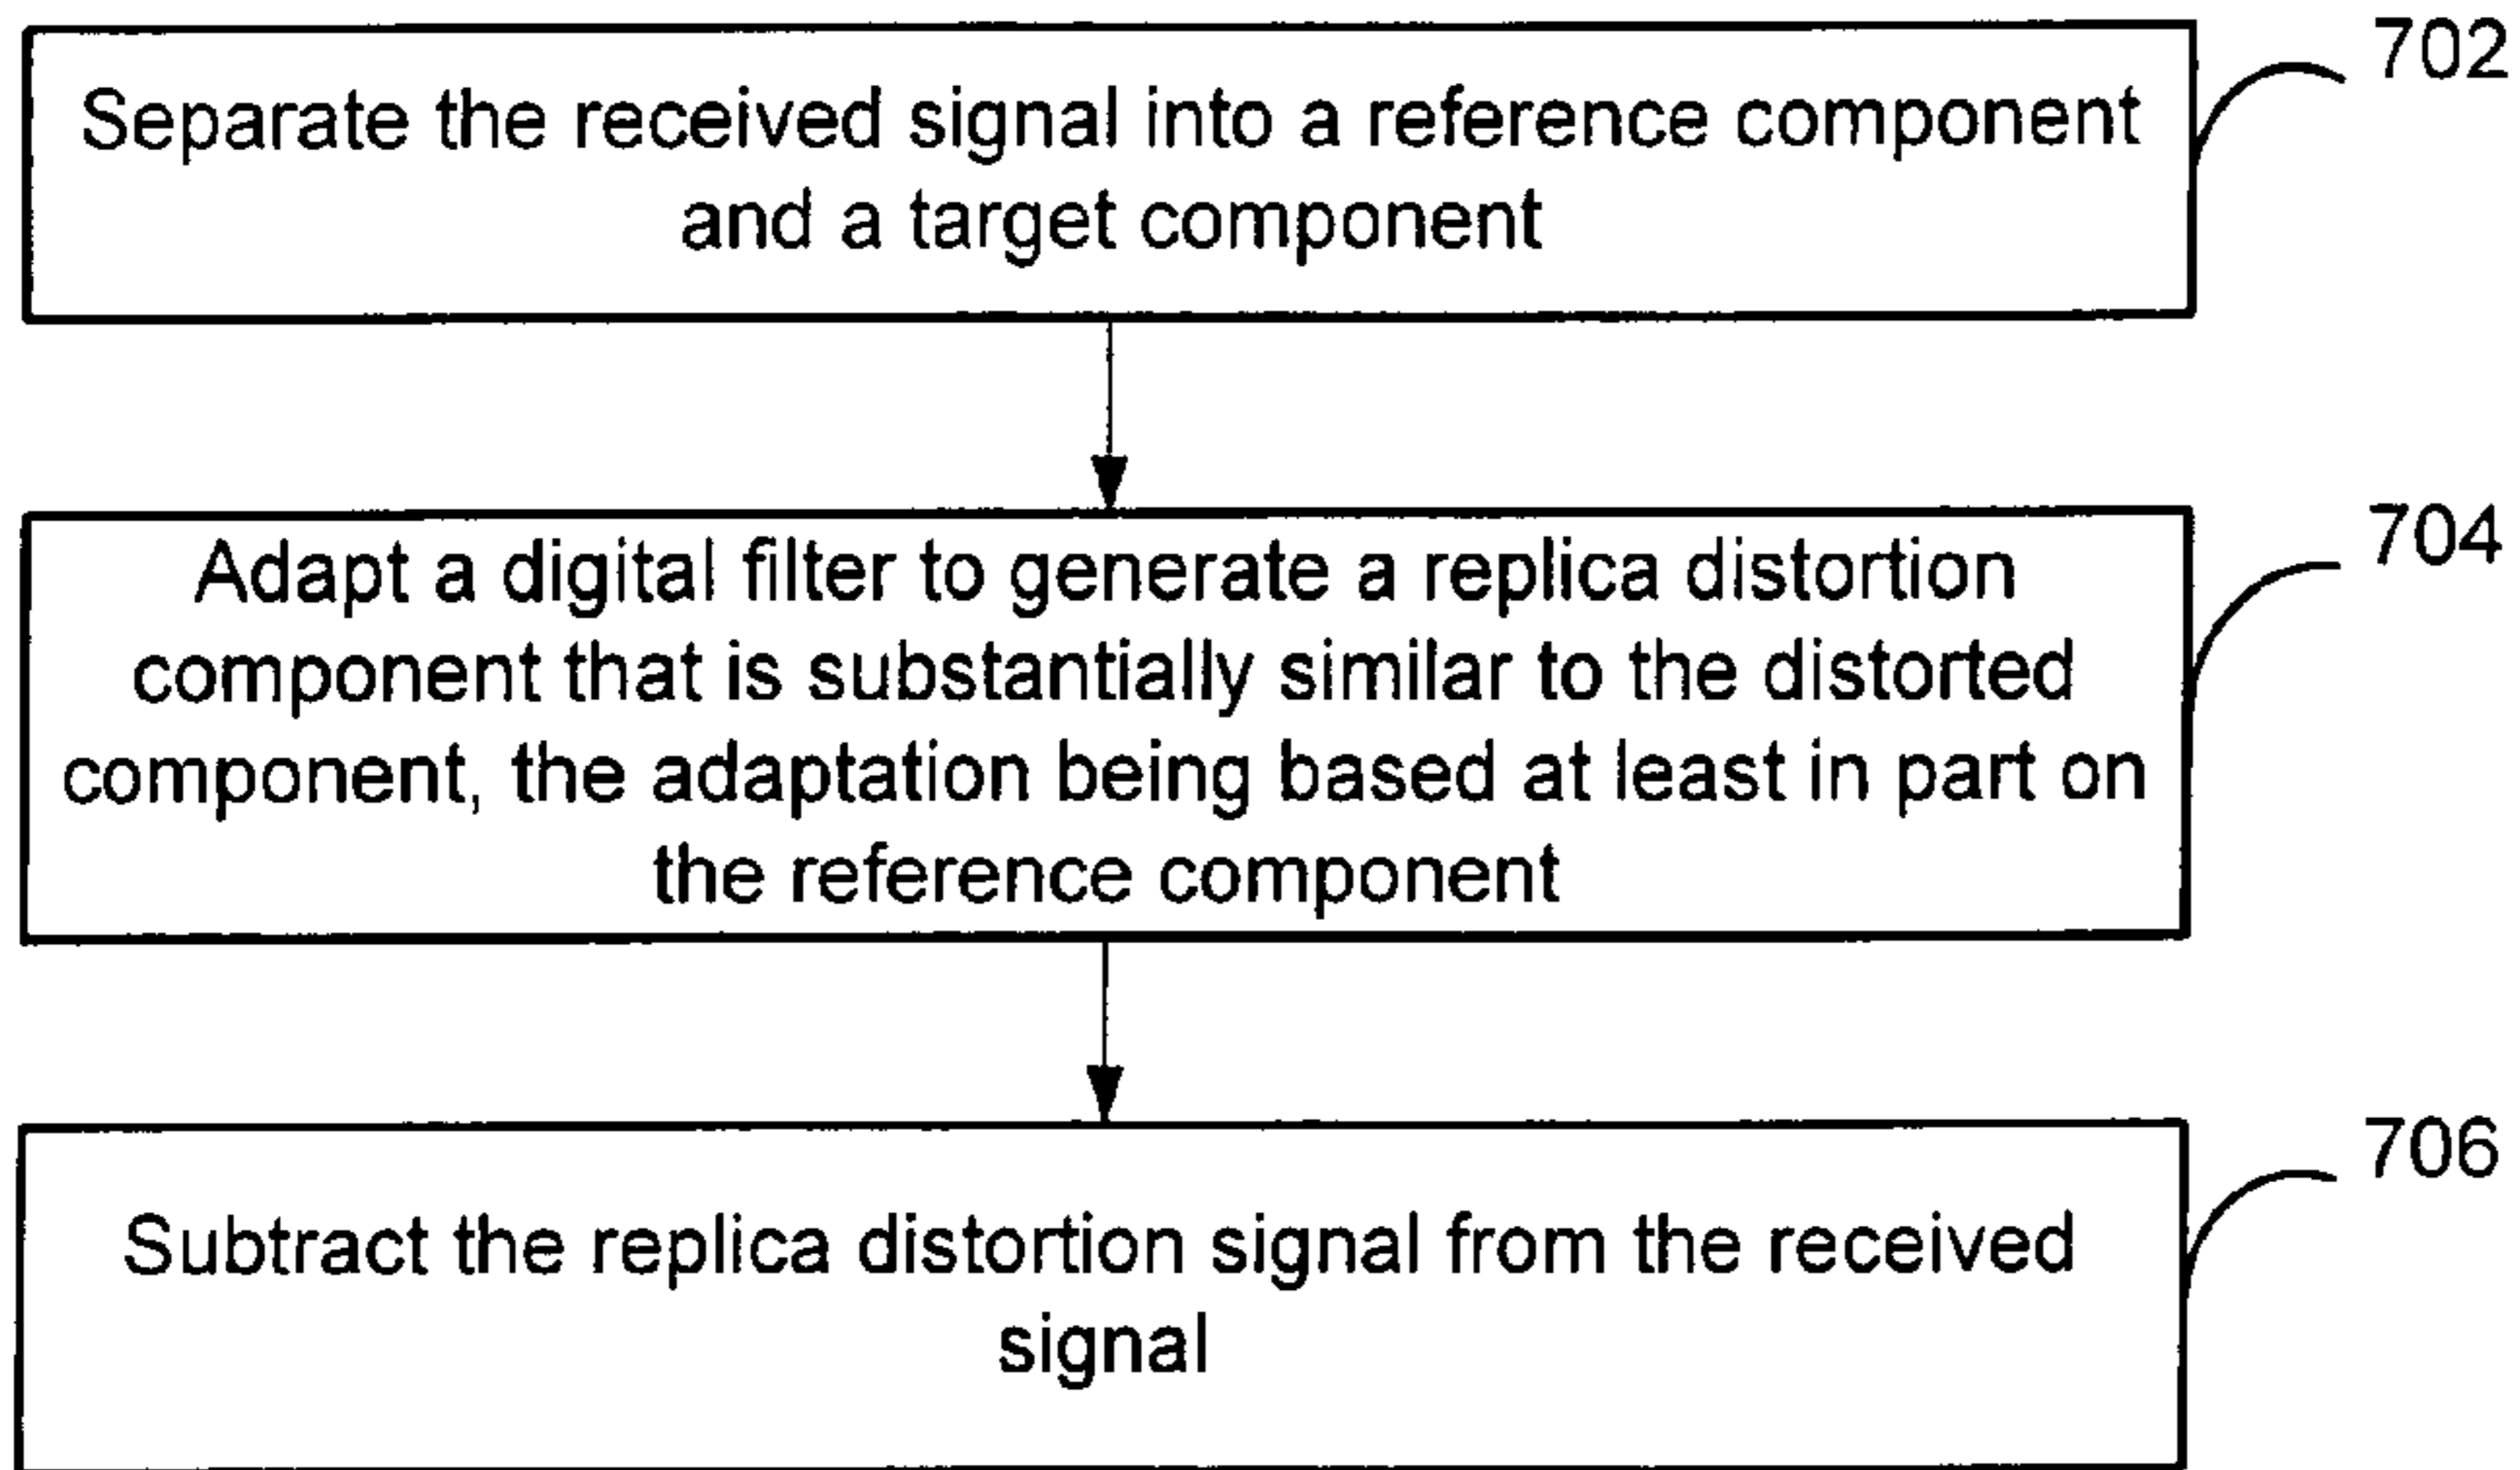 702
Separate the received signal into a reference component
and a target component
704
Adapt a digital filter to generate a replica distortion
component that is substantially similar to the distorted
component, the adaptation being based at least in part on
the reference component
706
Subtract the replica distortion signal from the received
signal